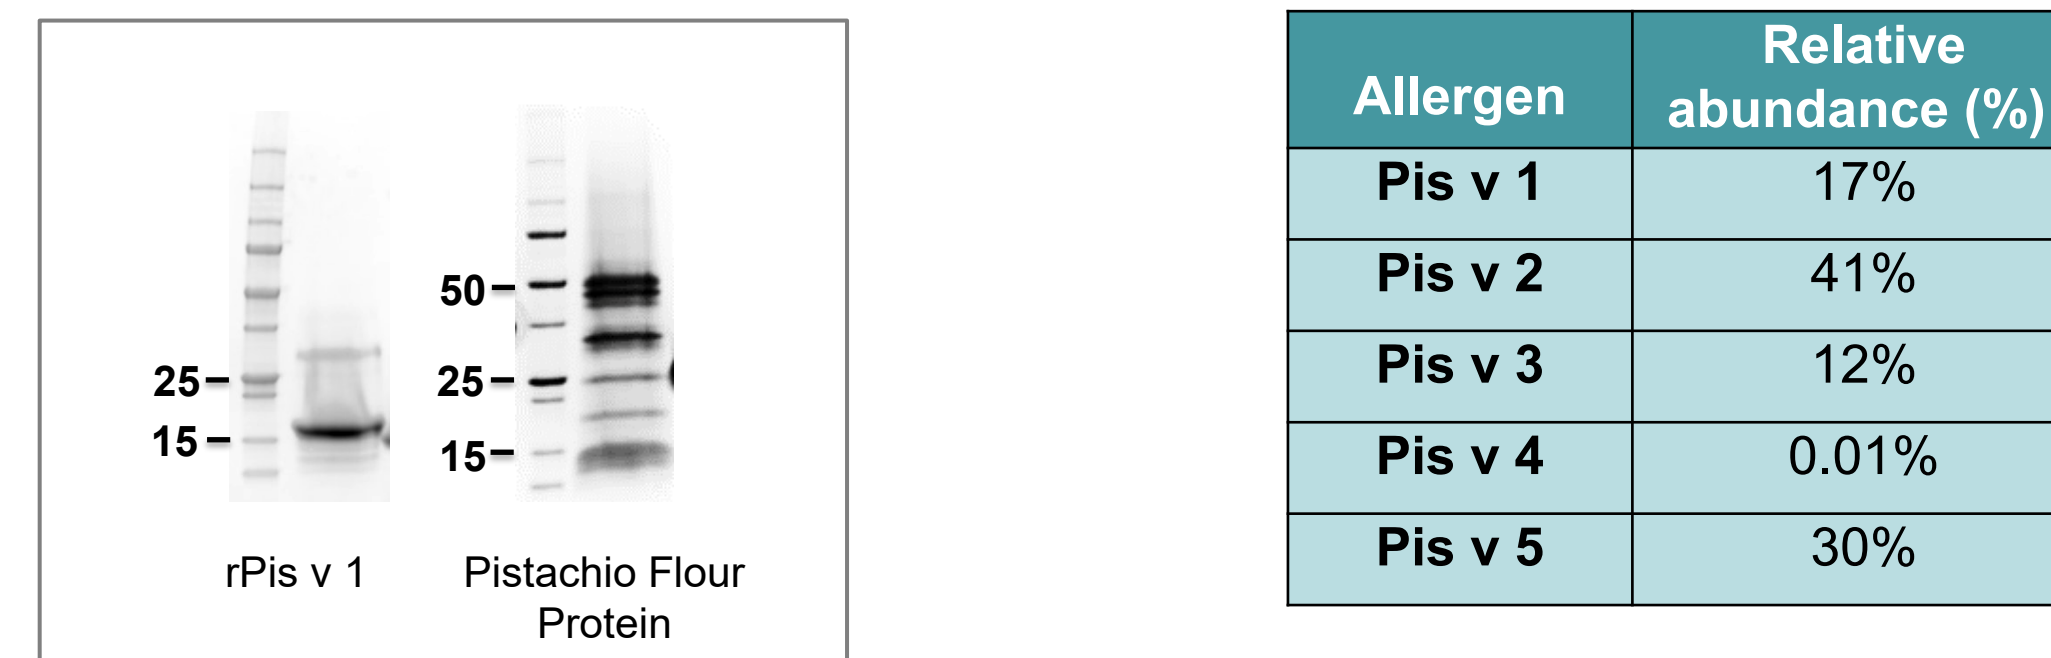 25
15
50
25
15
rPis v 1
Pistachio Flour
Protein
Allergen
Relative
abundance (%)
Pis v 1 17%
Pis v 2 41%
Pis v 3 12%
Pis v 4 0.01%
Pis v 5 30%